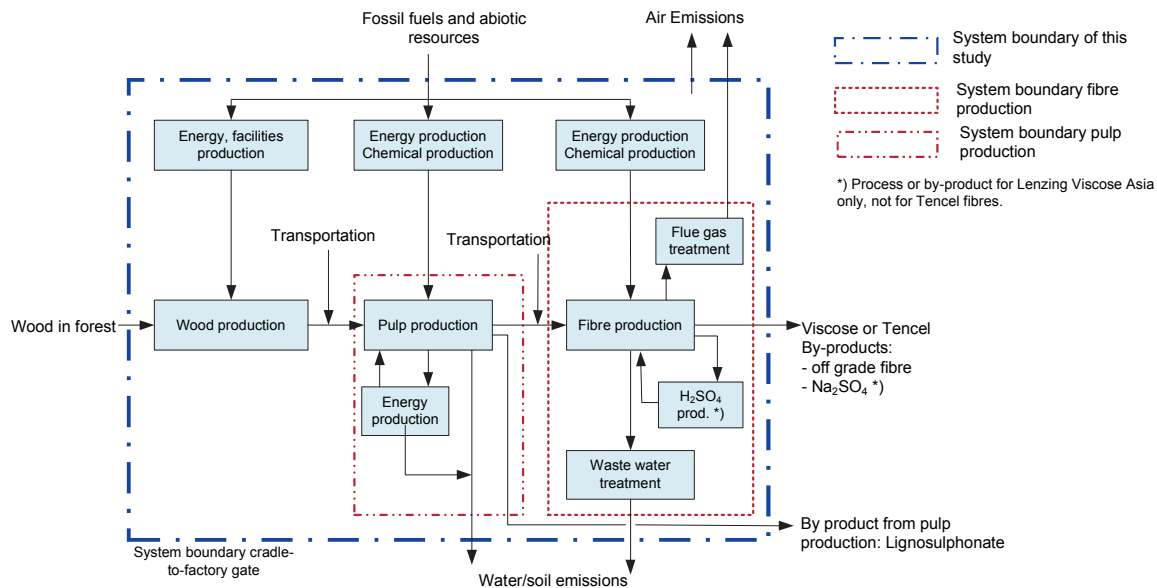 Fossil fuels and abiotic
resources
Air Emissions
System boundary of this
study
System boundary fibre
production
System boundary pulp
production
*) Process or by-product for Lenzing Viscose Asia
only, not for Tencel fibres.
Energy, facilities
production
Energy production
Chemical production
Energy production
Chemical production
Transportation
Transportation
Flue gas
treatment
Wood in forest
Wood production
Pulp production
Fibre production
Viscose or Tencel
By-products:
- off grade fibre
- Na₂SO₄ *)
Energy
production
H₂SO₄
prod. *)
Waste water
treatment
By product from pulp
production: Lignosulphonate
System boundary cradle-
to-factory gate
Water/soil emissions